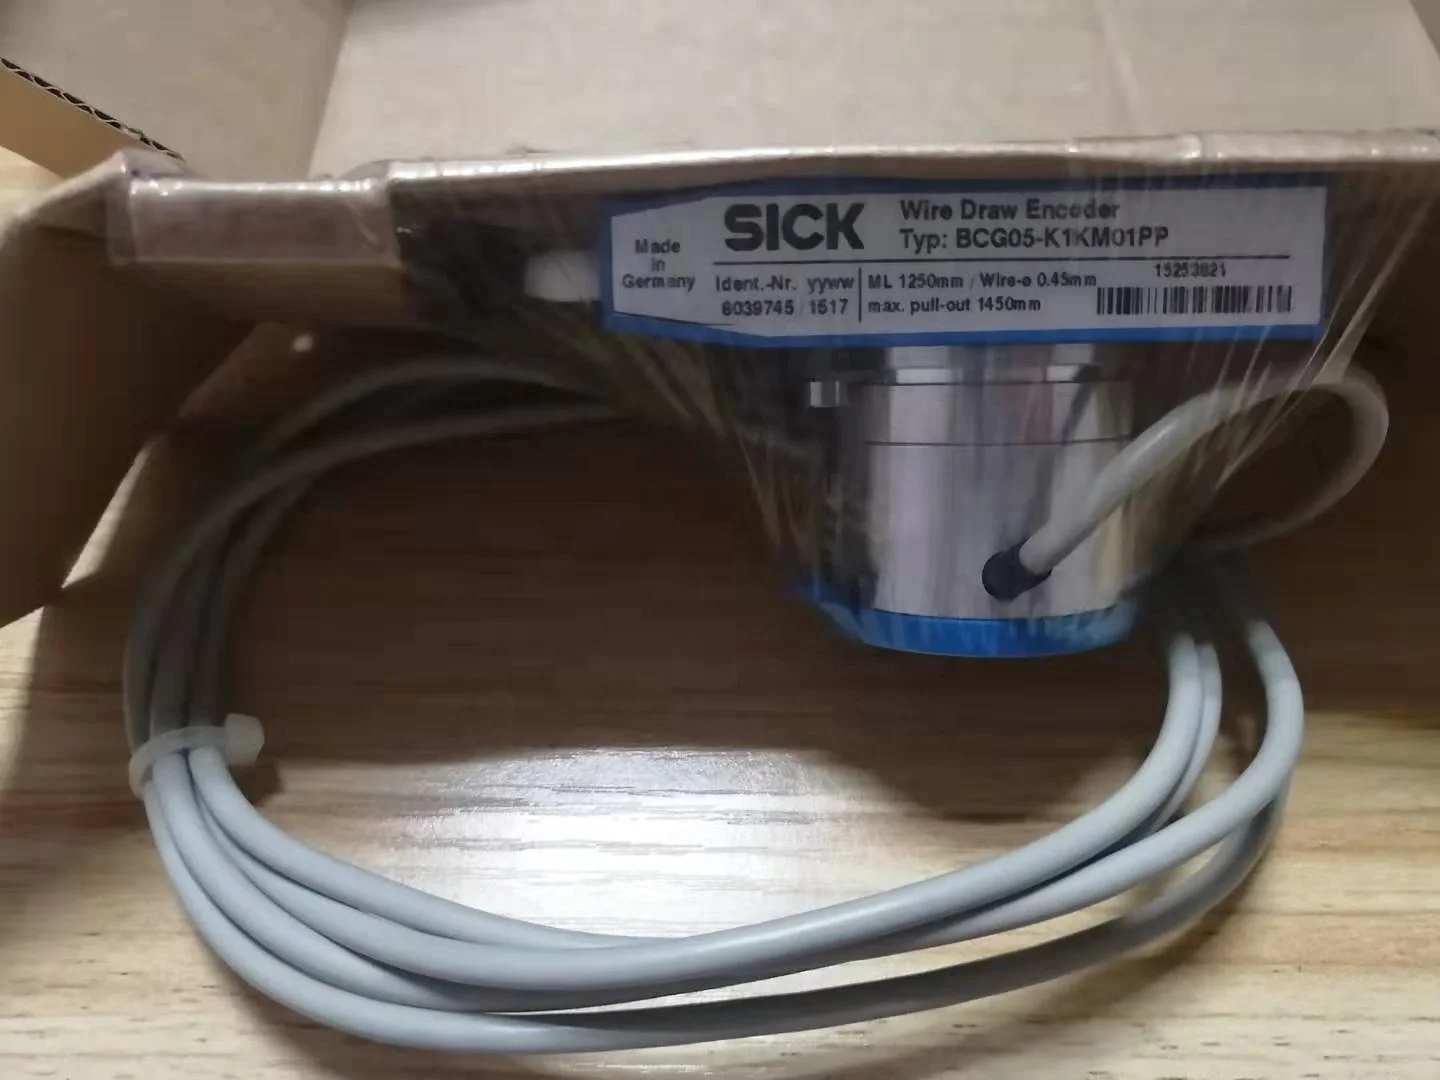 Made
in
Germany
SICK
Wire Draw Encoder
Typ: BCG05-K1KM01PP
Ident.-Nr. yyww
6039745 1517
ML 1250mm / Wire-ø 0.45mm
max. pull-out 1450mm
15253821